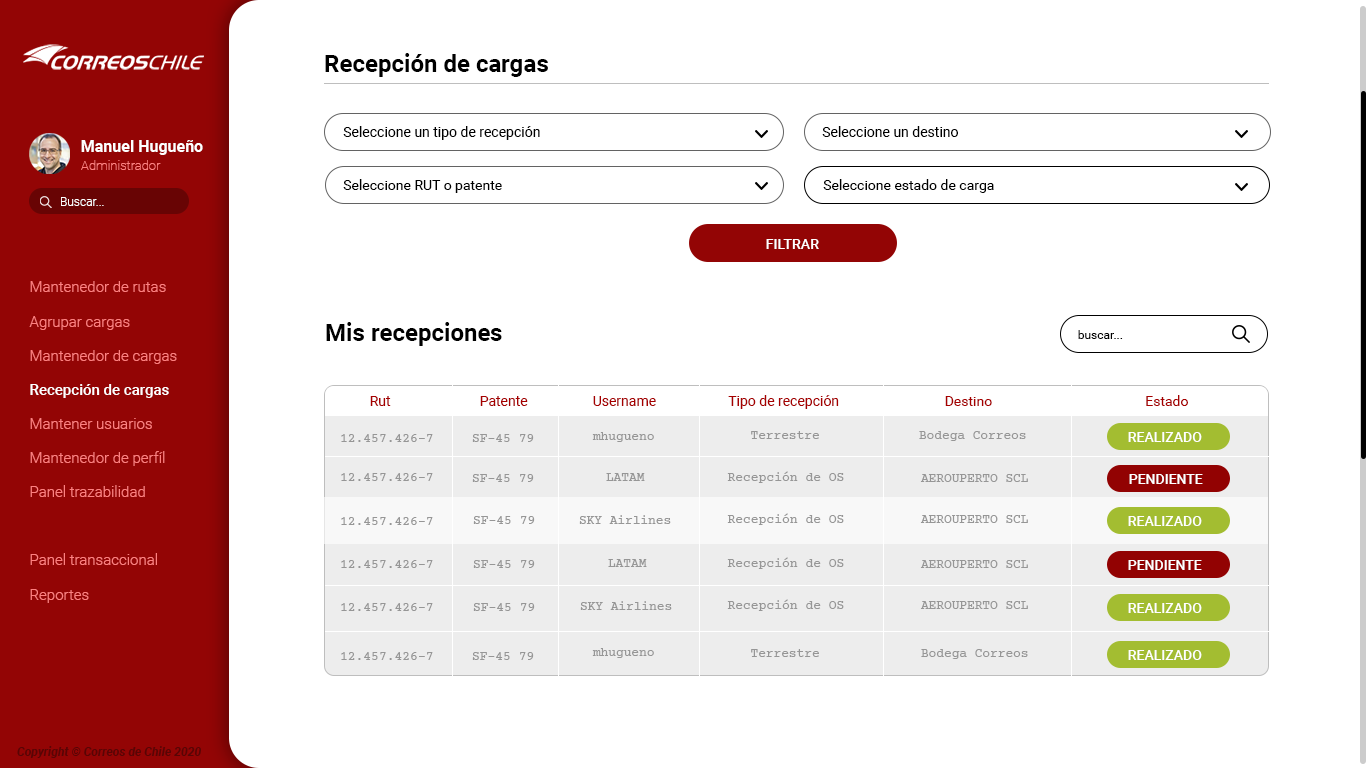 CORREOSCHILE
Manuel Hugueño
Administrador
Buscar...
Mantenedor de rutas
Agrupar cargas
Mantenedor de cargas
Recepción de cargas
Mantener usuarios
Mantenedor de perfíl
Panel trazabilidad
Panel transaccional
Reportes
Copyright © Correos de Chile 2020
Recepción de cargas
Seleccione un tipo de recepción
Seleccione un destino
Seleccione RUT o patente
Seleccione estado de carga
FILTRAR
Mis recepciones
buscar...
Rut Patente Username Tipo de recepción Destino Estado
12.457.426-7 SF-45 79 mhugueno Terrestre Bodega Correos REALIZADO
12.457.426-7 SF-45 79 LATAM Recepción de OS AEROUPERTO SCL PENDIENTE
12.457.426-7 SF-45 79 SKY Airlines Recepción de OS AEROUPERTO SCL REALIZADO
12.457.426-7 SF-45 79 LATAM Recepción de OS AEROUPERTO SCL PENDIENTE
12.457.426-7 SF-45 79 SKY Airlines Recepción de OS AEROUPERTO SCL REALIZADO
12.457.426-7 SF-45 79 mhugueno Terrestre Bodega Correos REALIZADO